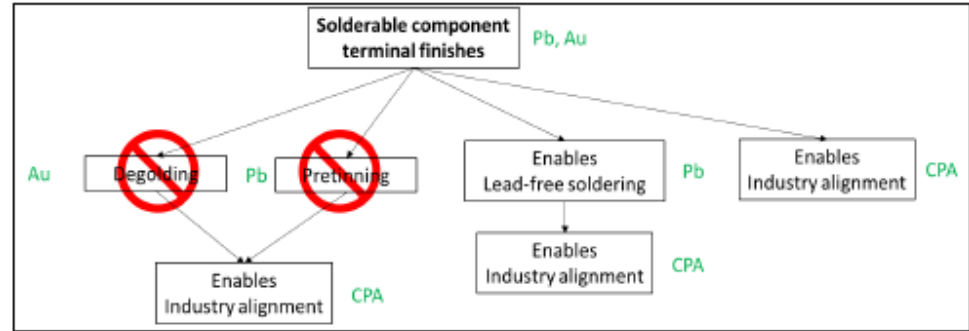 Solderable component
terminal finishes
Pb, Au
Au
Degolding
Pb
Pretinning
Enables
Lead-free soldering
Pb
Enables
Industry alignment
CPA
Enables
Industry alignment
CPA
Enables
Industry alignment
CPA